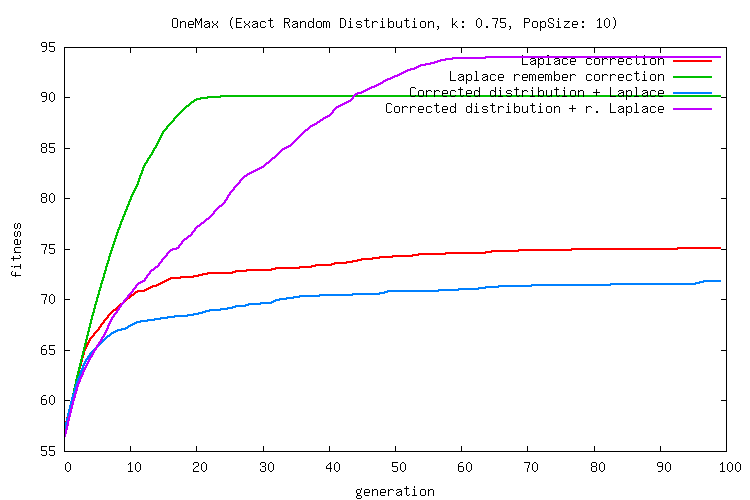 OneMax (Exact Random Distribution, k: 0.75, PopSize: 10)
95
90
85
80
75
70
65
60
55
fitness
Laplace correction
Laplace remember correction
Corrected distribution + Laplace
Corrected distribution + r. Laplace
0 10 20 30 40 50 60 70 80 90 100
generation